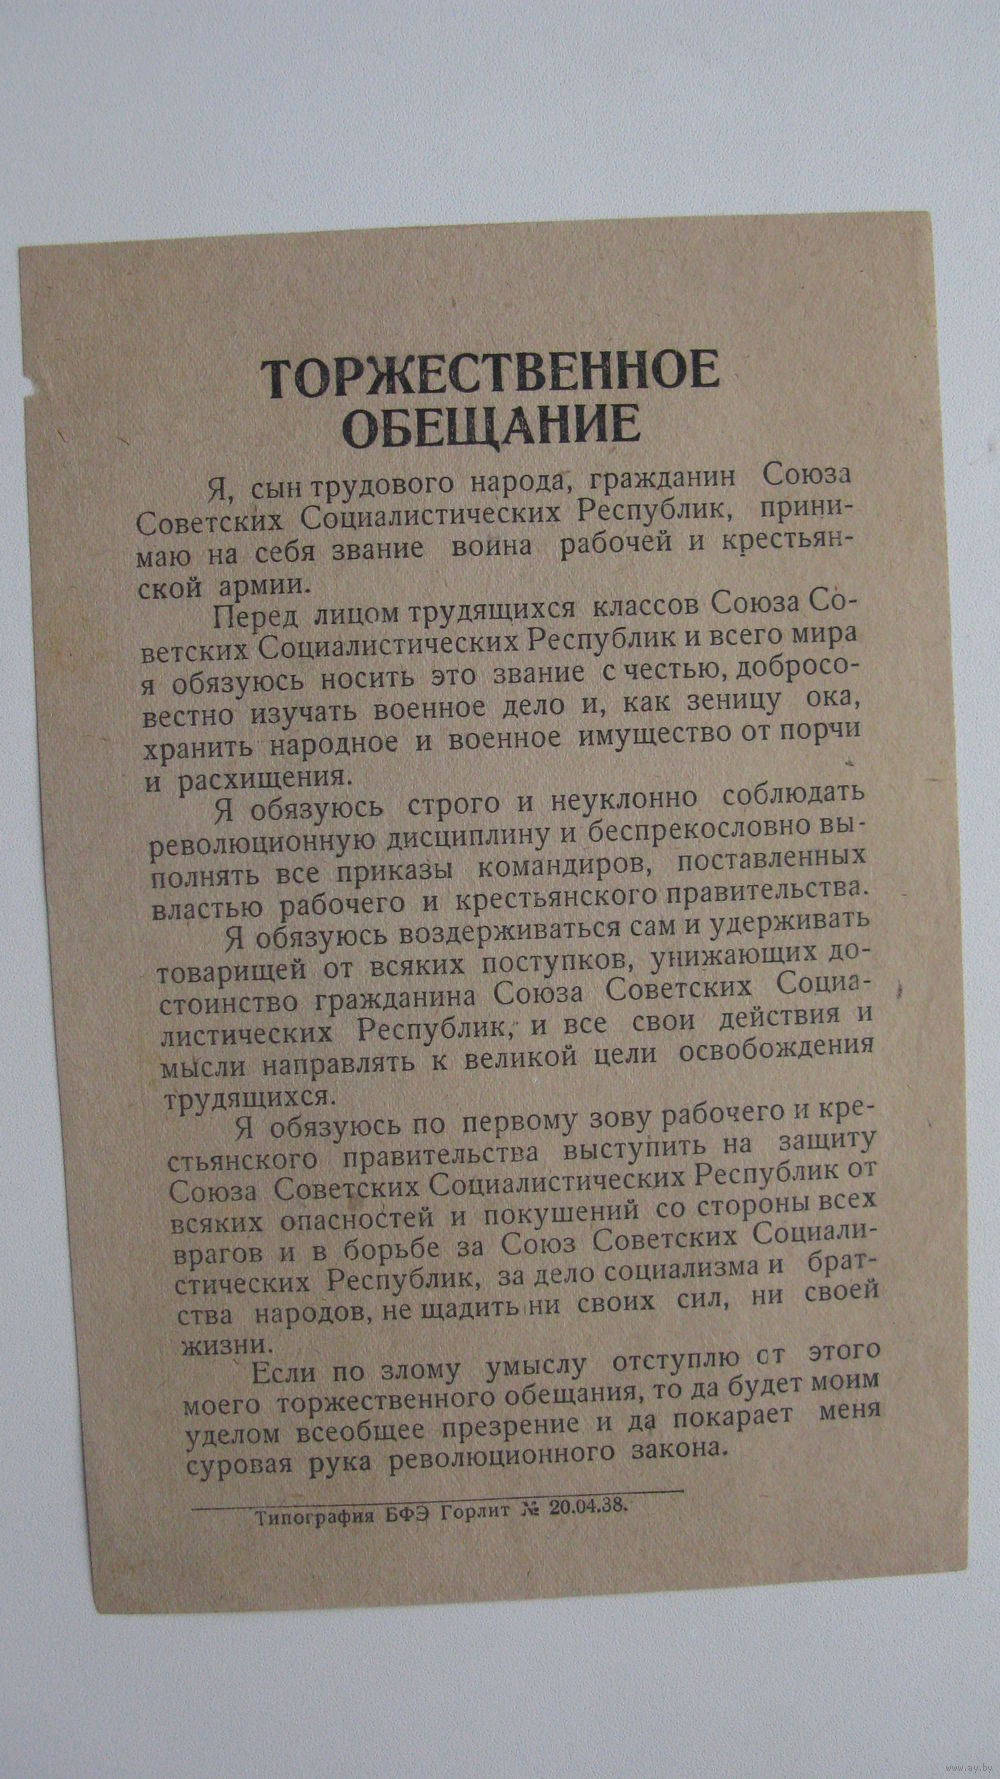 ТОРЖЕСТВЕННОЕ
ОБЕЩАНИЕ
Я, сын трудового народа, гражданин Союза
Советских Социалистических Республик, прини-
маю на себя звание воина рабочей и крестьян-
ской армии.
Перед лицом трудящихся классов Союза Со-
ветских Социалистических Республик и всего мира
я обязуюсь носить это звание с честью, добросо-
вестно изучать военное дело и, как зеницу ока,
хранить народное и военное имущество от порчи
и расхищения.
Я обязуюсь строго и неуклонно соблюдать
революционную дисциплину и беспрекословно вы-
полнять все приказы командиров, поставленных
властью рабочего и крестьянского правительства.
Я обязуюсь воздерживаться сам и удерживать
товарищей от всяких поступков, унижающих до-
стоинство гражданина Союза Советских Социа-
листических Республик, и все свои действия и
мысли направлять к великой цели освобождения
трудящихся.
Я обязуюсь по первому зову рабочего и кре-
стьянского правительства выступить на защиту
Союза Советских Социалистических Республик от
всяких опасностей и покушений со стороны всех
врагов и в борьбе за Союз Советских Социали-
стических Республик, за дело социализма и брат-
ства народов, не щадить ни своих сил, ни своей
жизни.
Если по злому умыслу отступлю от этого
моего торжественного обещания, то да будет моим
уделом всеобщее презрение и да покарает меня
суровая рука революционного закона.
Типография БФЭ Горлит № 20.04.38.
www.ay.by